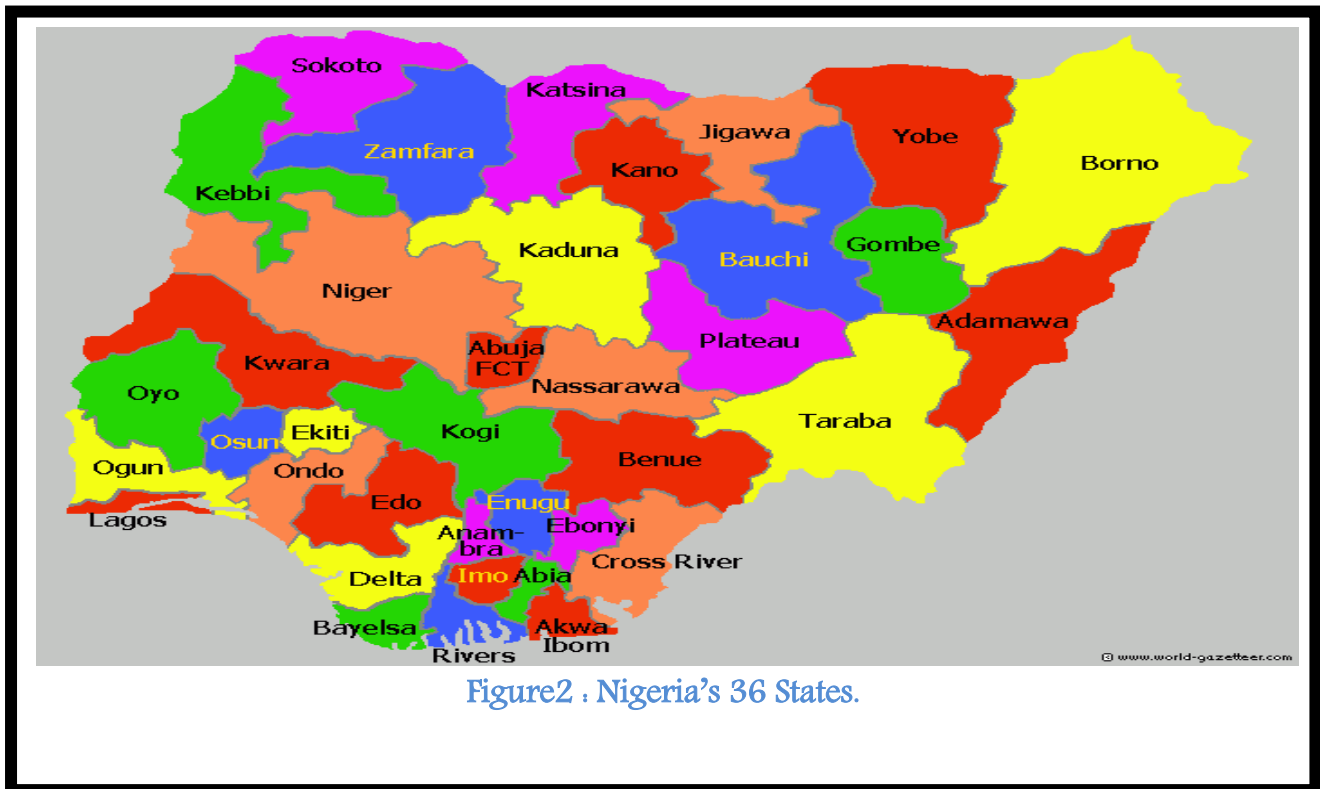 Sokoto
Katsina
Jigawa
Yobe
Borno
Zamfara
Kano
Kebbi
Kaduna
Gombe
Bauchi
Niger
Adamawa
Plateau
Abuja
FCT
Kwara
Nassarawa
Oyo
Taraba
Kogi
Ekiti
Osun
Benue
Ogun
Ondo
Edo
Enugu
Lagos
Ebonyi
Anam-
bra
Cross River
Delta
Imo
Abia
Bayelsa
Akwa
Ibom
Rivers
© www.world-gazetteer.com
Figure2 : Nigeria’s 36 States.